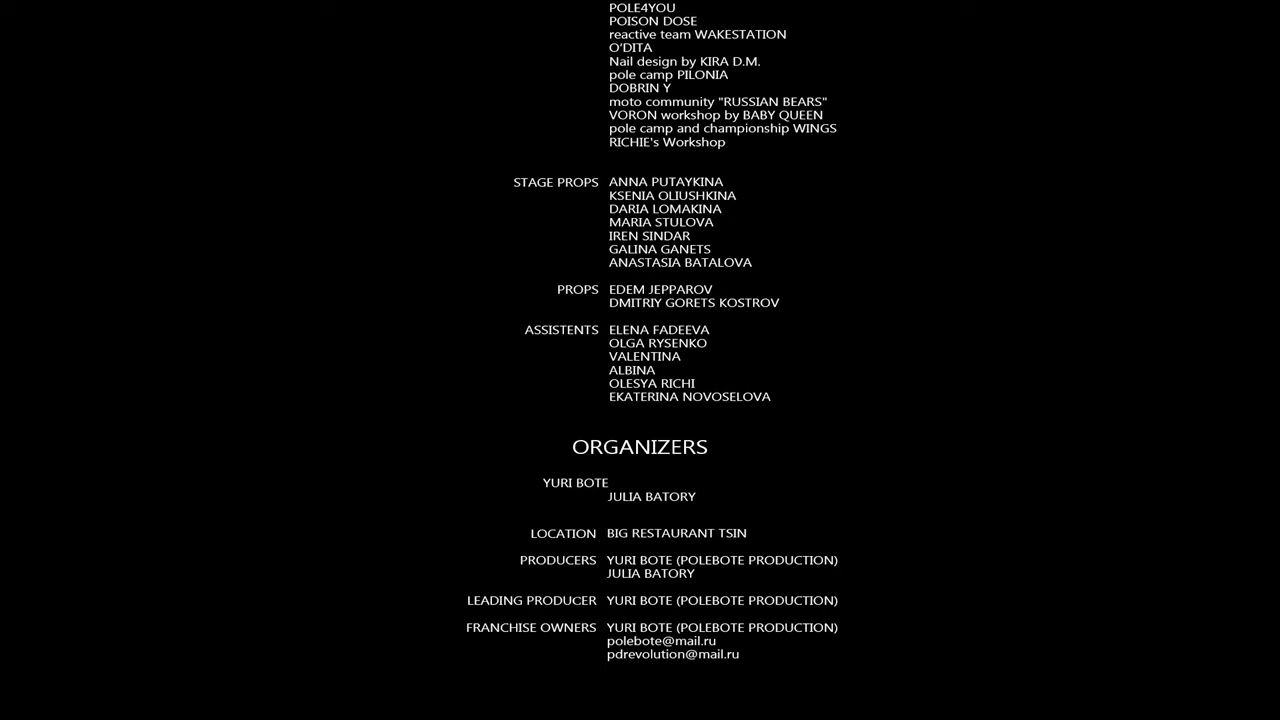 POLE4YOU
POISON DOSE
reactive team WAKESTATION
O'DITA
Nail design by KIRA D.M.
pole camp PILONIA
DOBRIN Y
moto community "RUSSIAN BEARS"
VORON workshop by BABY QUEEN
pole camp and championship WINGS
RICHIE's Workshop
STAGE PROPS ANNA PUTAYKINA
KSENIA OLIUSHKINA
DARIA LOMAKINA
MARIA STULOVA
IREN SINDAR
GALINA GANETS
ANASTASIA BATALOVA
PROPS EDEM JEPPAROV
DMITRIY GORETS KOSTROV
ASSISTENTS ELENA FADEEVA
OLGA RYSENKO
VALENTINA
ALBINA
OLESYA RICHI
EKATERINA NOVOSELOVA
ORGANIZERS
YURI BOTE
JULIA BATORY
LOCATION BIG RESTAURANT TSIN
PRODUCERS YURI BOTE (POLEBOTE PRODUCTION)
JULIA BATORY
LEADING PRODUCER YURI BOTE (POLEBOTE PRODUCTION)
FRANCHISE OWNERS YURI BOTE (POLEBOTE PRODUCTION)
polebote@mail.ru
pdrevolution@mail.ru